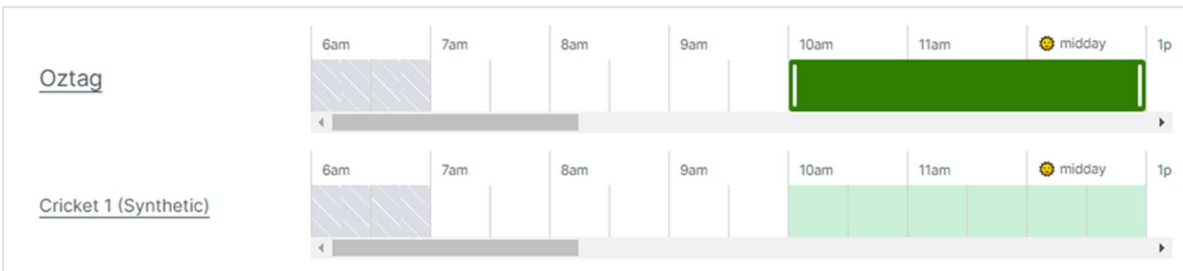 6am 7am 8am 9am 10am 11am 🌞 midday 1p
Oztag
6am 7am 8am 9am 10am 11am 🌞 midday 1p
Cricket 1 (Synthetic)